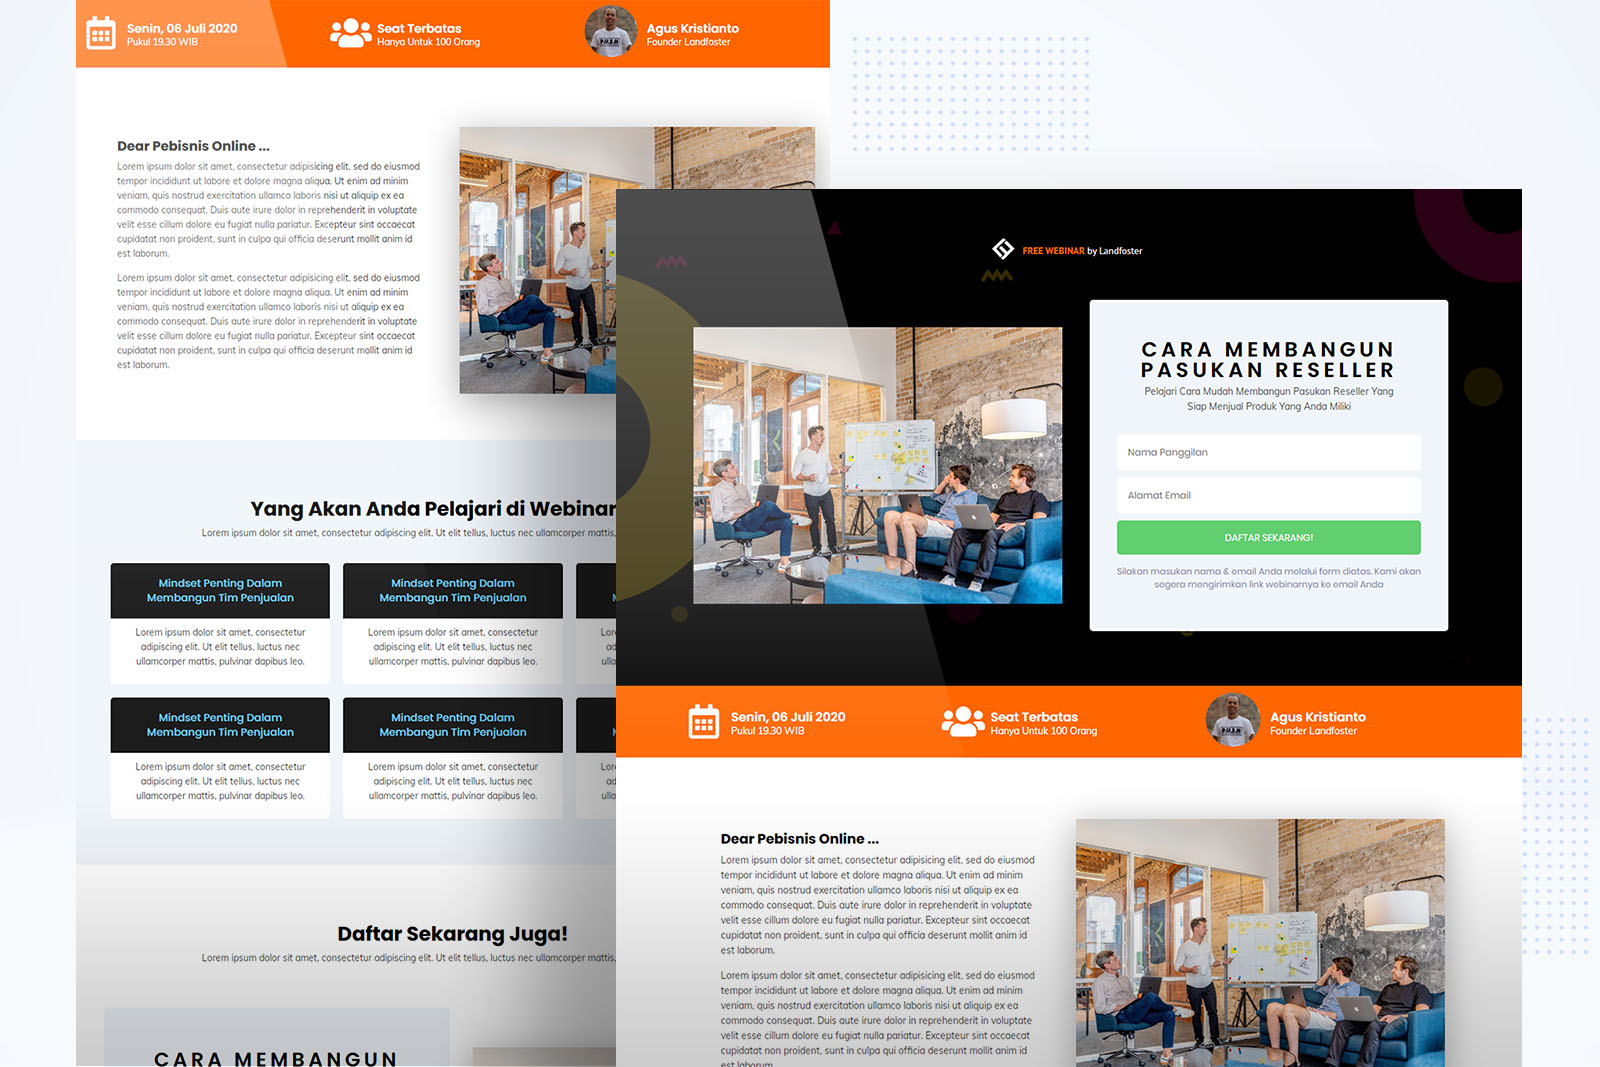 Senin, 06 Juli 2020
Pukul 19.30 WIB
Seat Terbatas
Hanya Untuk 100 Orang
Agus Kristianto
Founder Landfoster
Dear Pebisnis Online ...
Lorem ipsum dolor sit amet, consectetur adipisicing elit, sed do eiusmod
tempor incididunt ut labore et dolore magna aliqua. Ut enim ad minim
veniam, quis nostrud exercitation ullamco laboris nisi ut aliquip ex ea
commodo consequat. Duis aute irure dolor in reprehenderit in voluptate
velit esse cillum dolore eu fugiat nulla pariatur. Excepteur sint occaecat
cupidatat non proident, sunt in culpa qui officia deserunt mollit anim id
est laborum.
Lorem ipsum dolor sit amet, consectetur adipisicing elit, sed do eiusmod
tempor incididunt ut labore et dolore magna aliqua. Ut enim ad minim
veniam, quis nostrud exercitation ullamco laboris nisi ut aliquip ex ea
commodo consequat. Duis aute irure dolor in reprehenderit in voluptate
velit esse cillum dolore eu fugiat nulla pariatur. Excepteur sint occaecat
cupidatat non proident, sunt in culpa qui officia deserunt mollit anim id
est laborum.
Yang Akan Anda Pelajari di Webinar
Lorem ipsum dolor sit amet, consectetur adipiscing elit. Ut elit tellus, luctus nec ullamcorper mattis,
Mindset Penting Dalam
Membangun Tim Penjualan
Lorem ipsum dolor sit amet, consectetur
adipiscing elit. Ut elit tellus, luctus nec
ullamcorper mattis, pulvinar dapibus leo.
Mindset Penting Dalam
Membangun Tim Penjualan
Lorem ipsum dolor sit amet, consectetur
adipiscing elit. Ut elit tellus, luctus nec
ullamcorper mattis, pulvinar dapibus leo.
Mindset Penting Dalam
Membangun Tim Penjualan
Lorem ipsum dolor sit amet, consectetur
adipiscing elit. Ut elit tellus, luctus nec
ullamcorper mattis, pulvinar dapibus leo.
Mindset Penting Dalam
Membangun Tim Penjualan
Lorem ipsum dolor sit amet, consectetur
adipiscing elit. Ut elit tellus, luctus nec
ullamcorper mattis, pulvinar dapibus leo.
Daftar Sekarang Juga!
Lorem ipsum dolor sit amet, consectetur adipiscing elit. Ut elit tellus, luctus nec ullamcorper mattis,
CARA MEMBANGUN
FREE WEBINAR by Landfoster
CARA MEMBANGUN
PASUKAN RESELLER
Pelajari Cara Mudah Membangun Pasukan Reseller Yang
Siap Menjual Produk Yang Anda Miliki
Nama Panggilan
Alamat Email
DAFTAR SEKARANG!
Silakan masukan nama & email Anda melalui form diatas. Kami akan
segera mengirimkan link webinarnya ke email Anda
Senin, 06 Juli 2020
Pukul 19.30 WIB
Seat Terbatas
Hanya Untuk 100 Orang
Agus Kristianto
Founder Landfoster
Dear Pebisnis Online ...
Lorem ipsum dolor sit amet, consectetur adipisicing elit, sed do eiusmod
tempor incididunt ut labore et dolore magna aliqua. Ut enim ad minim
veniam, quis nostrud exercitation ullamco laboris nisi ut aliquip ex ea
commodo consequat. Duis aute irure dolor in reprehenderit in voluptate
velit esse cillum dolore eu fugiat nulla pariatur. Excepteur sint occaecat
cupidatat non proident, sunt in culpa qui officia deserunt mollit anim id
est laborum.
Lorem ipsum dolor sit amet, consectetur adipisicing elit, sed do eiusmod
tempor incididunt ut labore et dolore magna aliqua. Ut enim ad minim
veniam, quis nostrud exercitation ullamco laboris nisi ut aliquip ex ea
commodo consequat. Duis aute irure dolor in reprehenderit in voluptate
velit esse cillum dolore eu fugiat nulla pariatur. Excepteur sint occaecat
cupidatat non proident, sunt in culpa qui officia deserunt mollit anim id
est laborum.